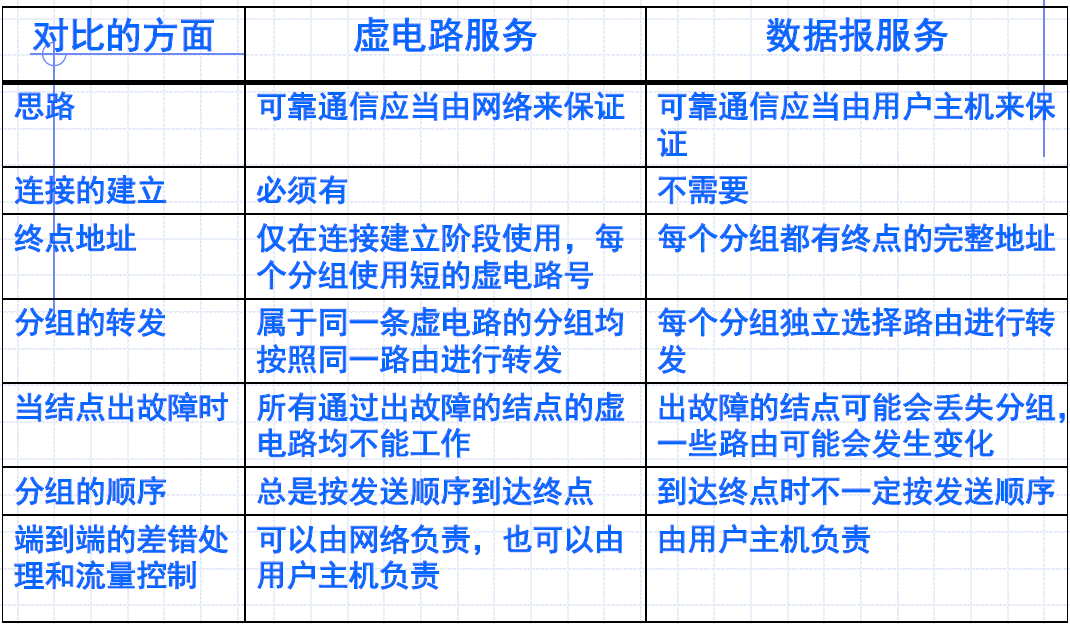 对比的方面
虚电路服务
数据报服务
思路
可靠通信应当由网络来保证
可靠通信应当由用户主机来保
证
连接的建立
必须有
不需要
终点地址
仅在连接建立阶段使用，每
个分组使用短的虚电路号
每个分组都有终点的完整地址
分组的转发
属于同一条虚电路的分组均
按照同一路由进行转发
每个分组独立选择路由进行转
发
当结点出故障时
所有通过出故障的结点的虚
电路均不能工作
出故障的结点可能会丢失分组，
一些路由可能会发生变化
分组的顺序
总是按发送顺序到达终点
到达终点时不一定按发送顺序
端到端的差错处
理和流量控制
可以由网络负责，也可以由
用户主机负责
由用户主机负责